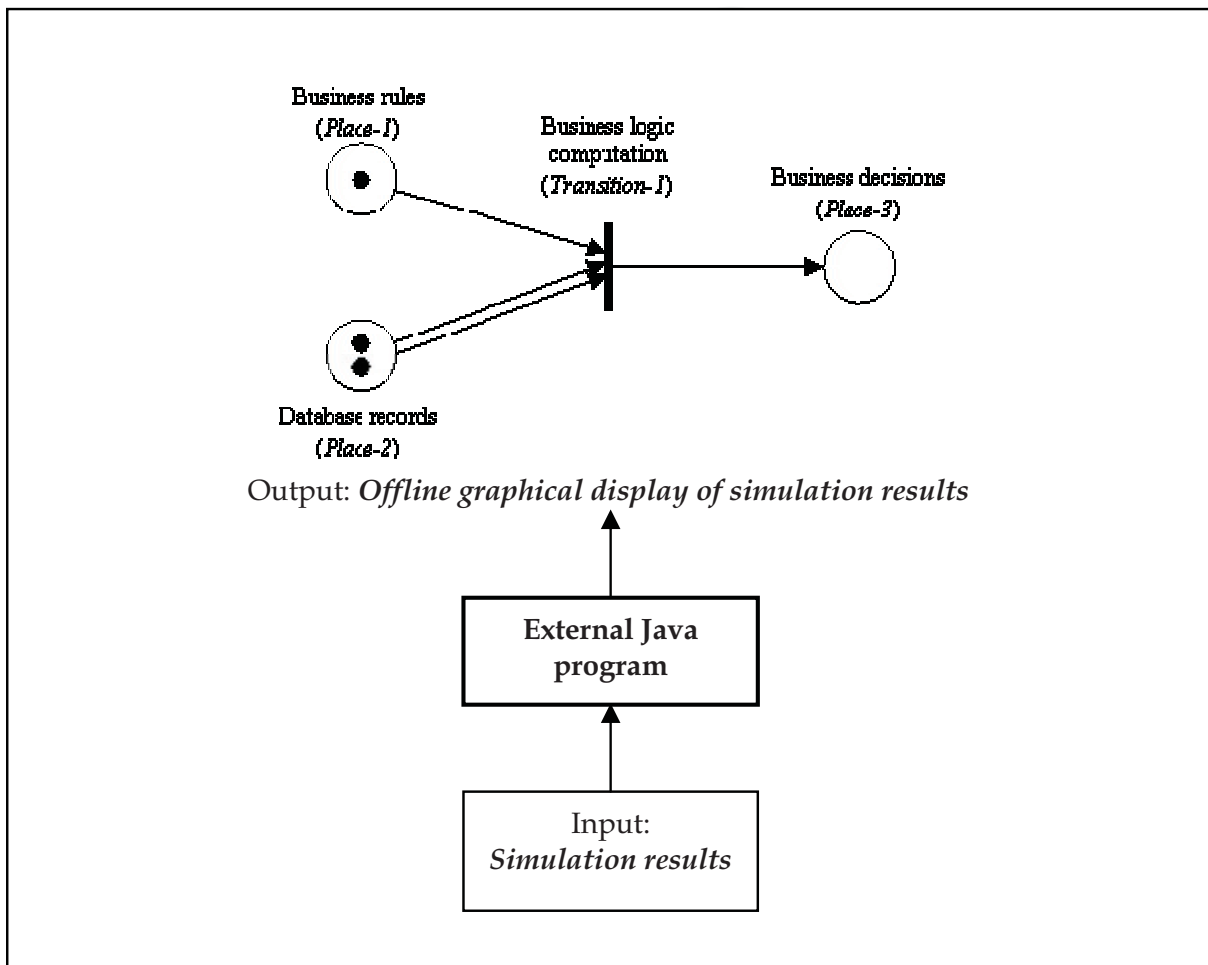 Business rules
(Place-1)
Business logic
computation
(Transition-1)
Business decisions
(Place-3)
Database records
(Place-2)
Output: Offline graphical display of simulation results
External Java
program
Input:
Simulation results